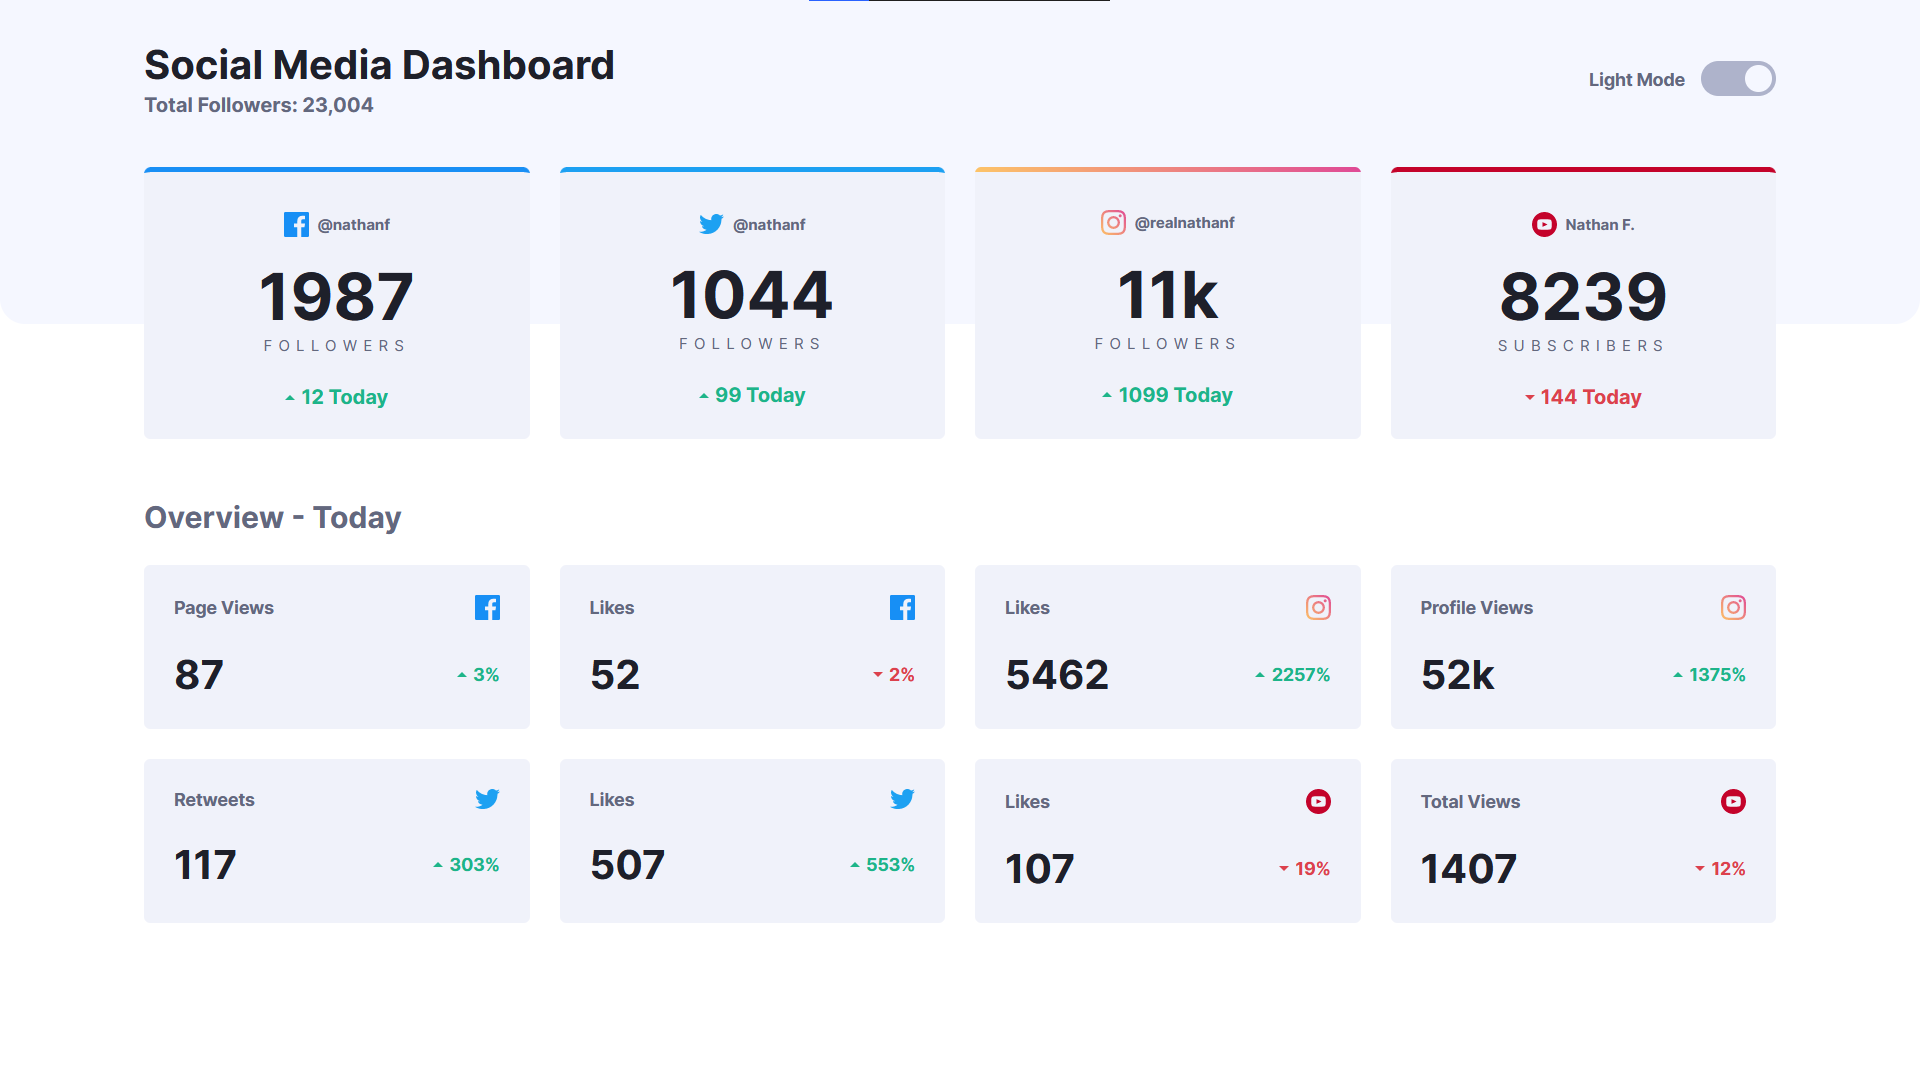 Social Media Dashboard
Total Followers: 23,004
Light Mode
@nathanf
1987
FOLLOWERS
12 Today
@nathanf
1044
FOLLOWERS
99 Today
@realnathanf
11k
FOLLOWERS
1099 Today
Nathan F.
8239
SUBSCRIBERS
144 Today
Overview - Today
Page Views
87
3%
Likes
52
2%
Likes
5462
2257%
Profile Views
52k
1375%
Retweets
117
303%
Likes
507
553%
Likes
107
19%
Total Views
1407
12%